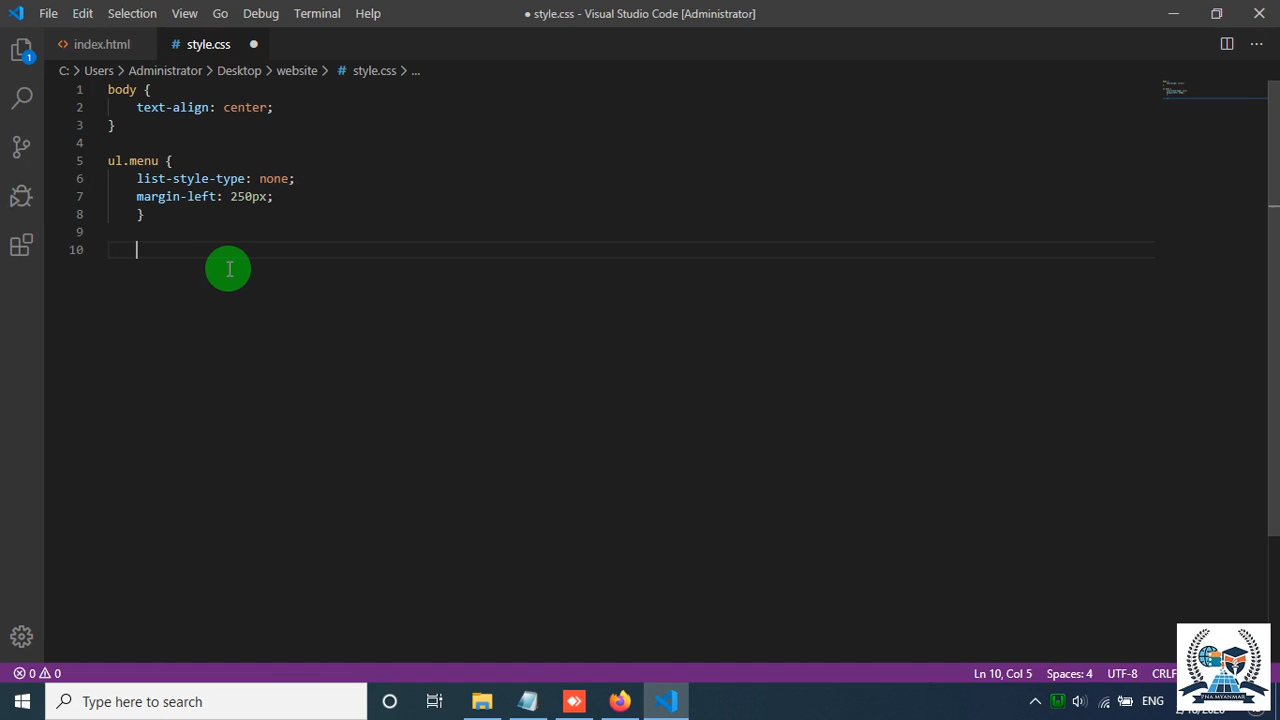 File Edit Selection View Go Debug Terminal Help
● style.css - Visual Studio Code [Administrator]
1
<> index.html
# style.css ●
C: > Users > Administrator > Desktop > website > # style.css > ...
1 body {
2 text-align: center;
3 }
4
5 ul.menu {
6 list-style-type: none;
7 margin-left: 250px;
8 }
9
10
0 0
Ln 10, Col 5 Spaces: 4 UTF-8 CRLF
Type here to search
ENG
PNA MYANMAR